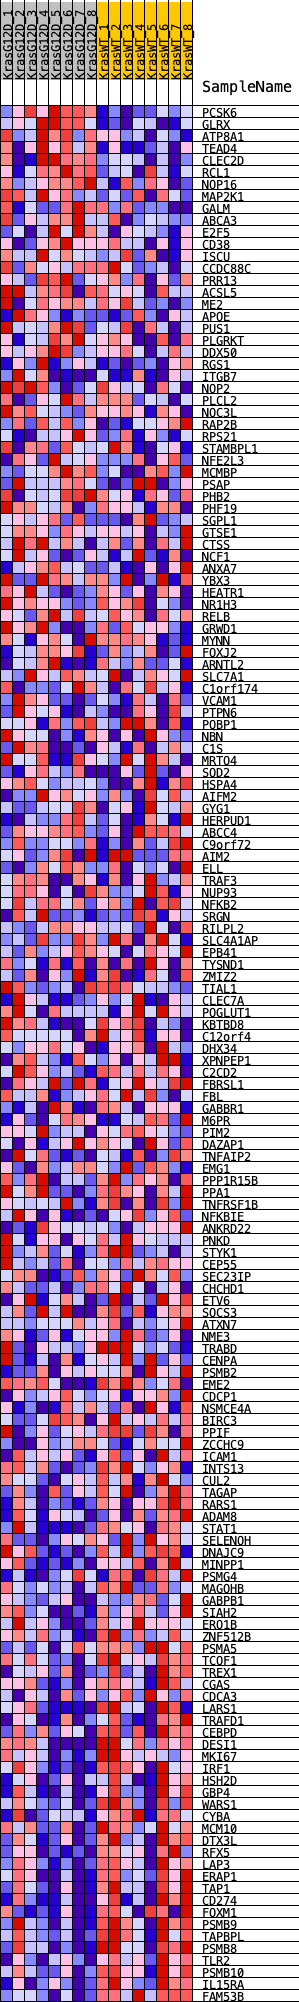 KrasG12D_1
KrasG12D_2
KrasG12D_3
KrasG12D_4
KrasG12D_5
KrasG12D_6
KrasG12D_7
KrasG12D_8
KrasWT_1
KrasWT_2
KrasWT_3
KrasWT_4
KrasWT_5
KrasWT_6
KrasWT_7
KrasWT_8
SampleName
PCSK6
GLRX
ATP8A1
TEAD4
CLEC2D
RCL1
NOP16
MAP2K1
GALM
ABCA3
E2F5
CD38
ISCU
CCDC88C
PRR13
ACSL5
ME2
APOE
PUS1
PLGRKT
DDX50
RGS1
ITGB7
NOP2
PLCL2
NOC3L
RAP2B
RPS21
STAMBPL1
NFE2L3
MCMBP
PSAP
PHB2
PHF19
SGPL1
GTSE1
CTSS
NCF1
ANXA7
YBX3
HEATR1
NR1H3
RELB
GRWD1
MYNN
FOXJ2
ARNTL2
SLC7A1
C1orf174
VCAM1
PTPN6
POBP1
NBN
C1S
MRTO4
SOD2
HSPA4
AIFM2
GYG1
HERPUD1
ABCC4
C9orf72
AIM2
ELL
TRAF3
NUP93
NFKB2
SRGN
RILPL2
SLC4A1AP
EPB41
TYSND1
ZMIZ2
TIAL1
CLEC7A
POGLUT1
KBTBD8
C12orf4
DHX34
XPNPEP1
C2CD2
FBRSL1
FBL
GABBR1
M6PR
PIM2
DAZAP1
TNFAIP2
EMG1
PPP1R15B
PPA1
TNFRSF1B
NFKBIE
ANKRD22
PNKD
STYK1
CEP55
SEC23IP
CHCHD1
ETV6
SOCS3
ATXN7
NME3
TRABD
CENPA
PSMB2
EME2
CDCP1
NSMCE4A
BIRC3
PPIF
ZCCHC9
ICAM1
INTS13
CUL2
TAGAP
RARS1
ADAM8
STAT1
SELENOH
DNAJC9
MINPP1
PSMG4
MAGOHB
GABPB1
SIAH2
ERO1B
ZNF512B
PSMA5
TCOF1
TREX1
CGAS
CDCA3
LARS1
TRAFD1
CEBPD
DESI1
MKI67
IRF1
HSH2D
GBP4
WARS1
CYBA
MCM10
DTX3L
RFX5
LAP3
ERAP1
TAP1
CD274
FOXM1
PSMB9
TAPBPL
PSMB8
TLR2
PSMB10
IL15RA
FAM53B